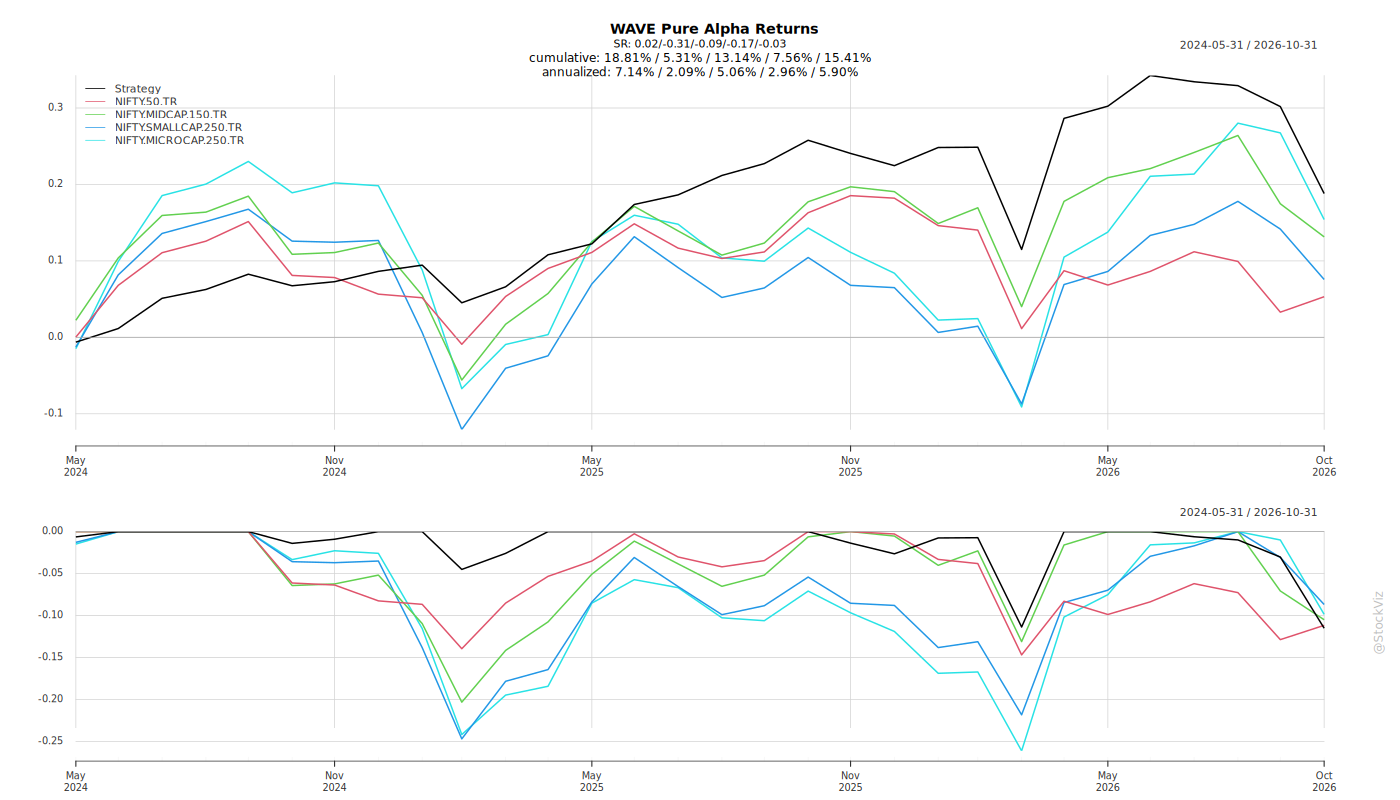 WAVE Pure Alpha Returns
SR: 0.02/-0.31/-0.09/-0.17/-0.03
cumulative: 18.81% / 5.31% / 13.14% / 7.56% / 15.41%
annualized: 7.14% / 2.09% / 5.06% / 2.96% / 5.90%
2024-05-31 / 2026-10-31
Strategy
NIFTY.50.TR
NIFTY.MIDCAP.150.TR
NIFTY.SMALLCAP.250.TR
NIFTY.MICROCAP.250.TR
0.3
0.2
0.1
0.0
-0.1
May Nov May Nov May Oct
2024 2024 2025 2025 2026 2026
2024-05-31 / 2026-10-31
0.00
-0.05
-0.10
-0.15
-0.20
-0.25
May Nov May Nov May Oct
2024 2024 2025 2025 2026 2026
@StockViz